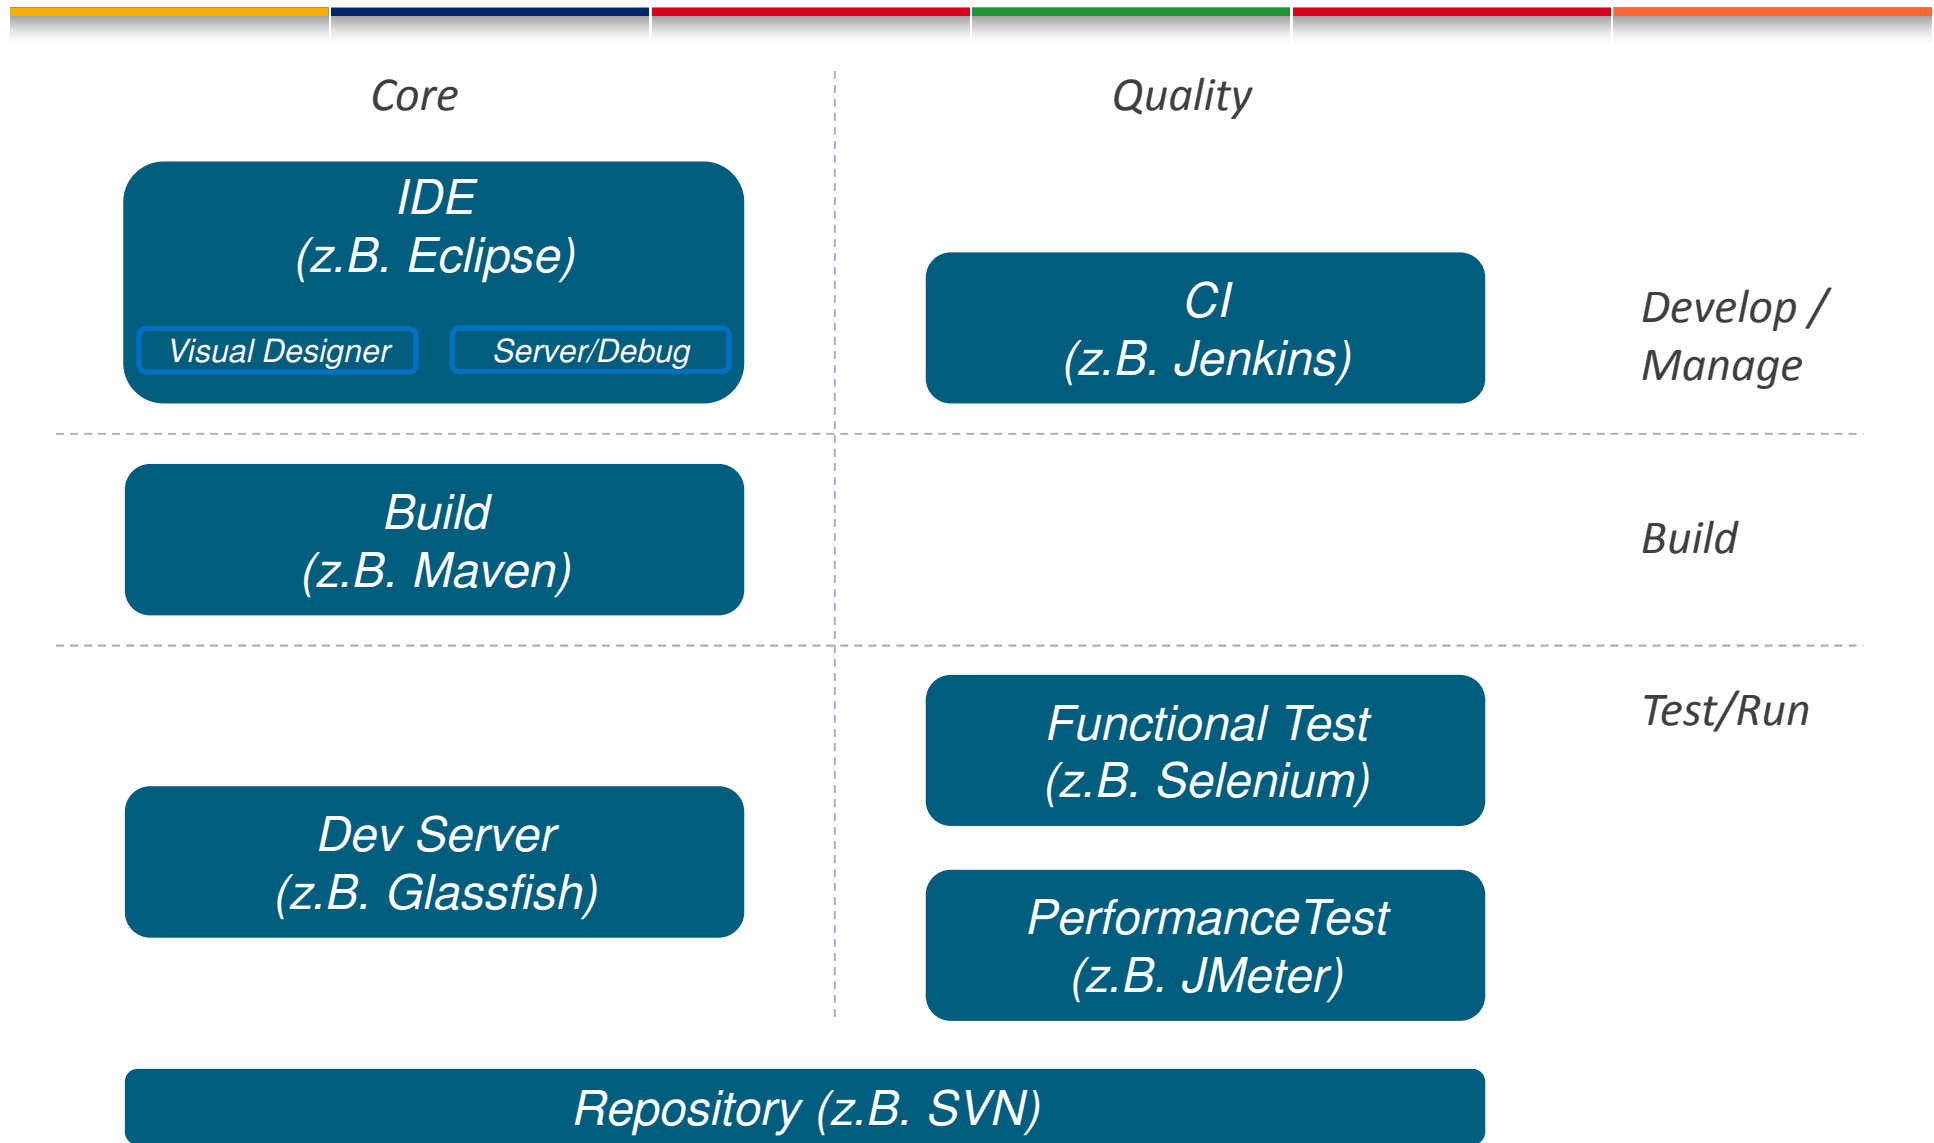 Core
Quality
IDE
(z.B. Eclipse)
Visual Designer
Server/Debug
CI
(z.B. Jenkins)
Develop /
Manage
Build
(z.B. Maven)
Build
Dev Server
(z.B. Glassfish)
Functional Test
(z.B. Selenium)
Test/Run
PerformanceTest
(z.B. JMeter)
Repository (z.B. SVN)